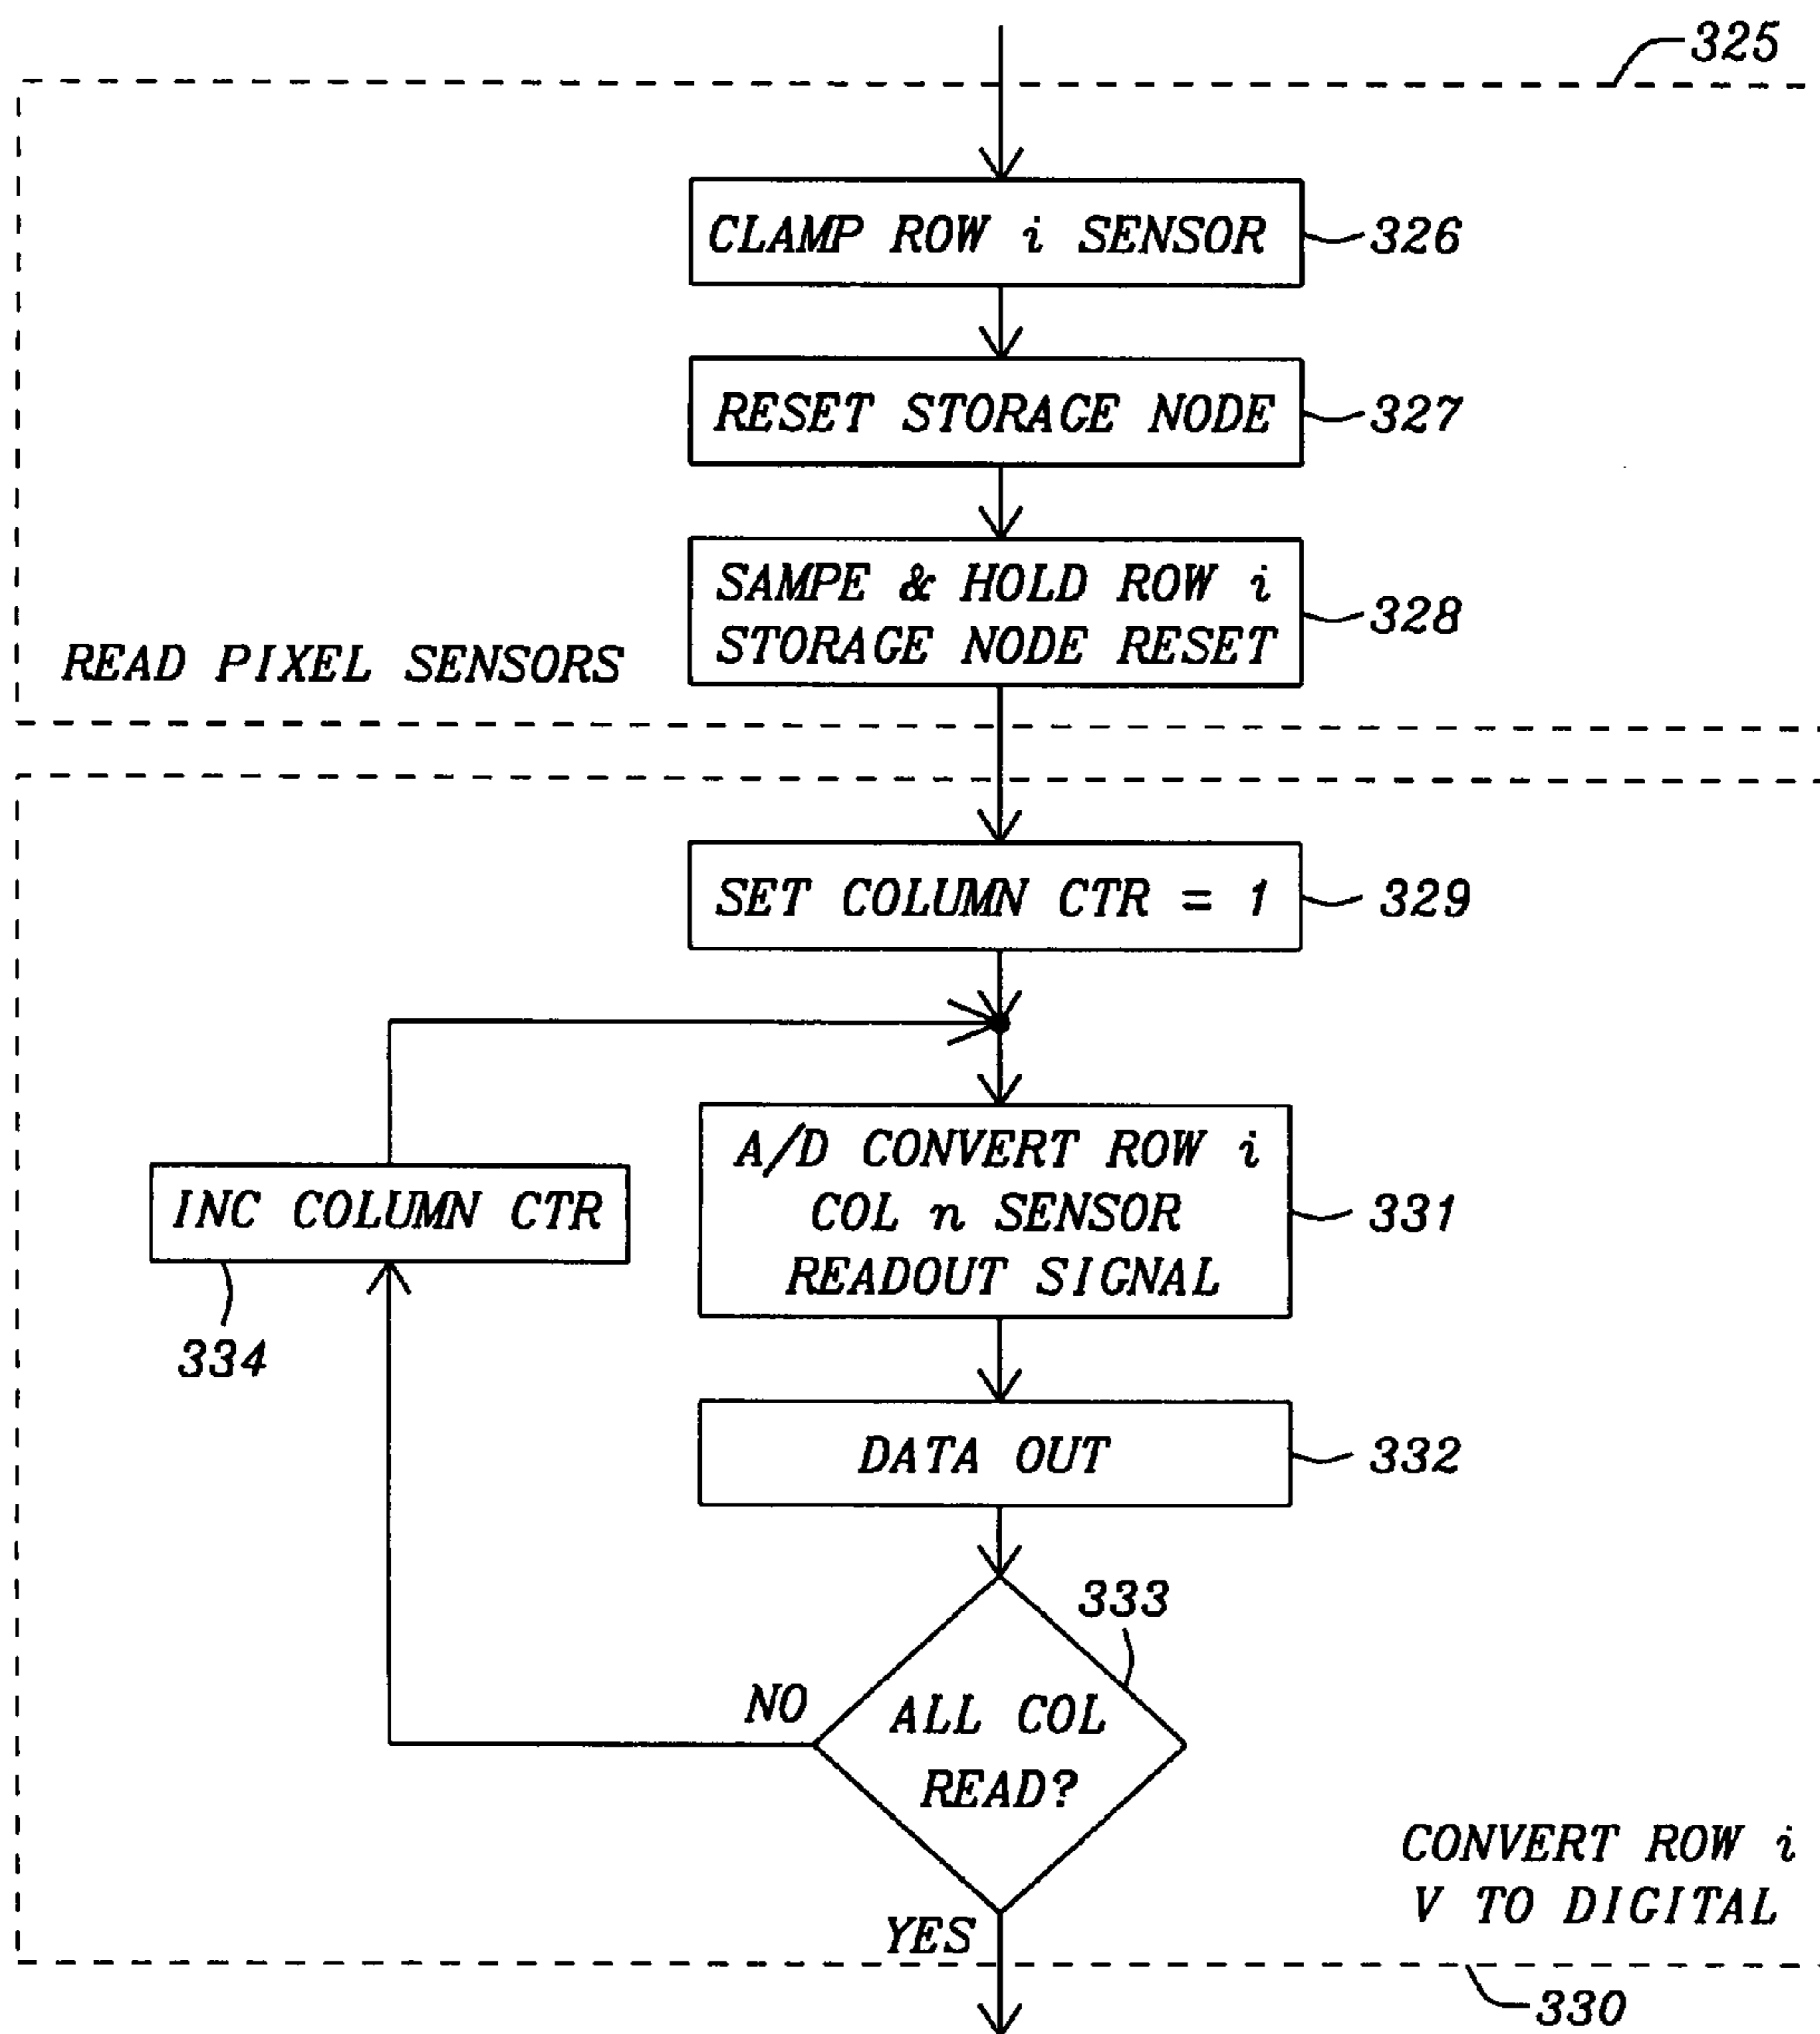 325
CLAMP ROW i SENSOR
326
RESET STORAGE NODE
327
SAMPE & HOLD ROW i
STORAGE NODE RESET
328
READ PIXEL SENSORS
SET COLUMN CTR = 1
329
A/D CONVERT ROW i
COL n SENSOR
READOUT SIGNAL
331
INC COLUMN CTR
334
DATA OUT
332
333
ALL COL
READ?
NO
YES
CONVERT ROW i
V TO DIGITAL
330